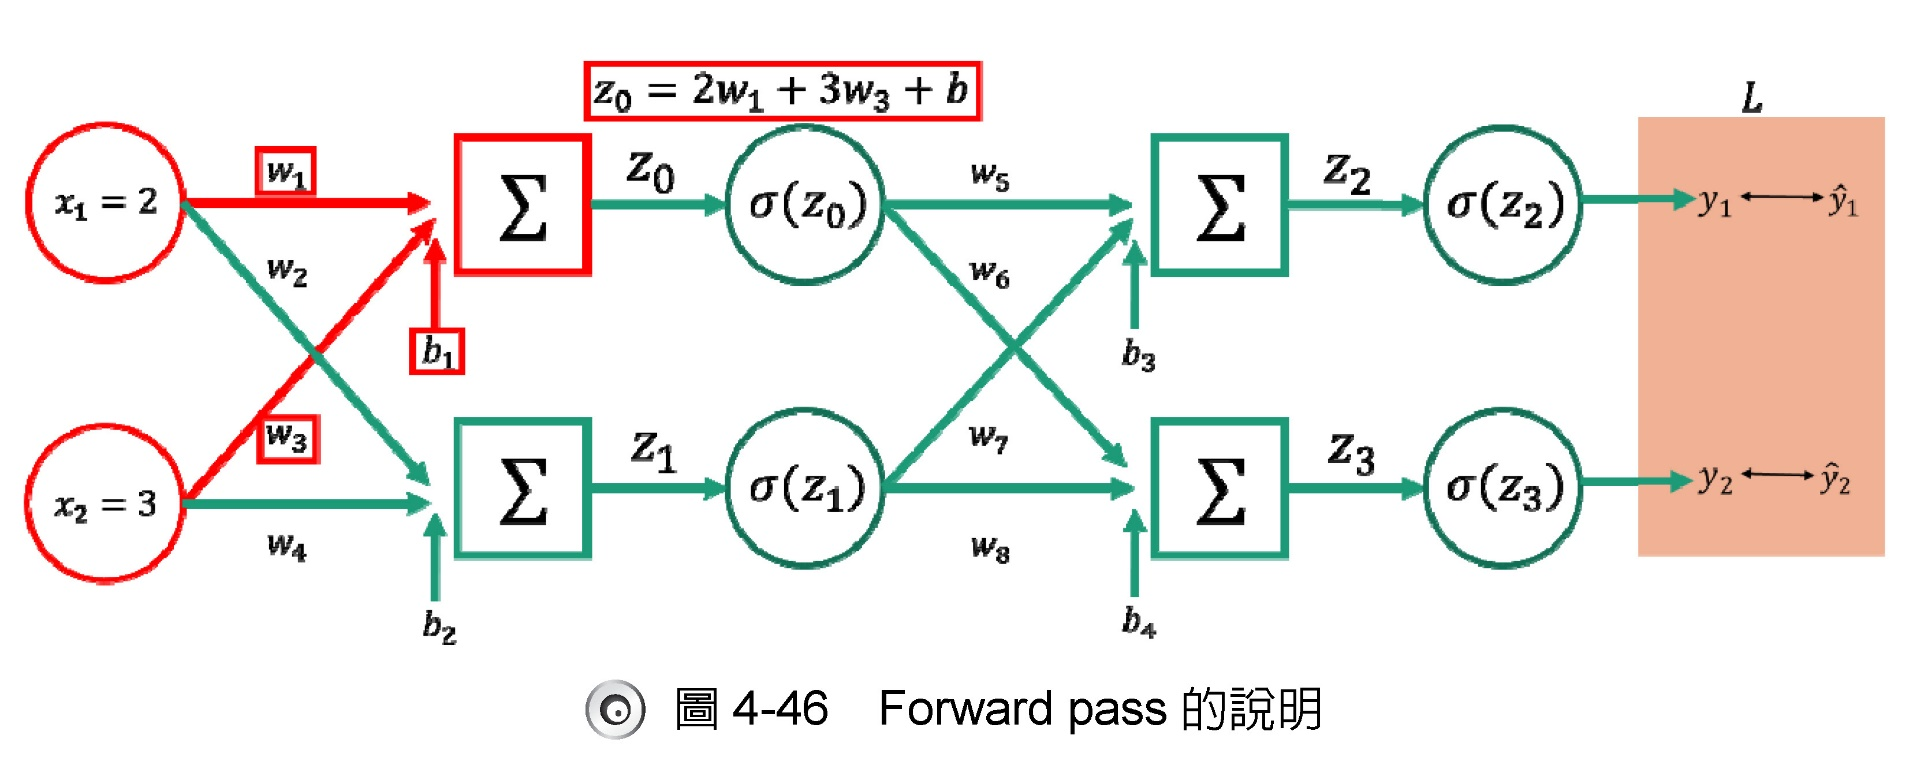 z₀ = 2w₁ + 3w₃ + b
L
x₁ = 2
w₁
∑
z₀
σ(z₀)
w₅
∑
z₂
σ(z₂)
y₁
ŷ₁
w₂
w₆
b₁
b₃
x₂ = 3
w₃
∑
z₁
σ(z₁)
w₇
∑
z₃
σ(z₃)
y₂
ŷ₂
w₄
w₈
b₂
b₄
圖 4-46 Forward pass 的說明